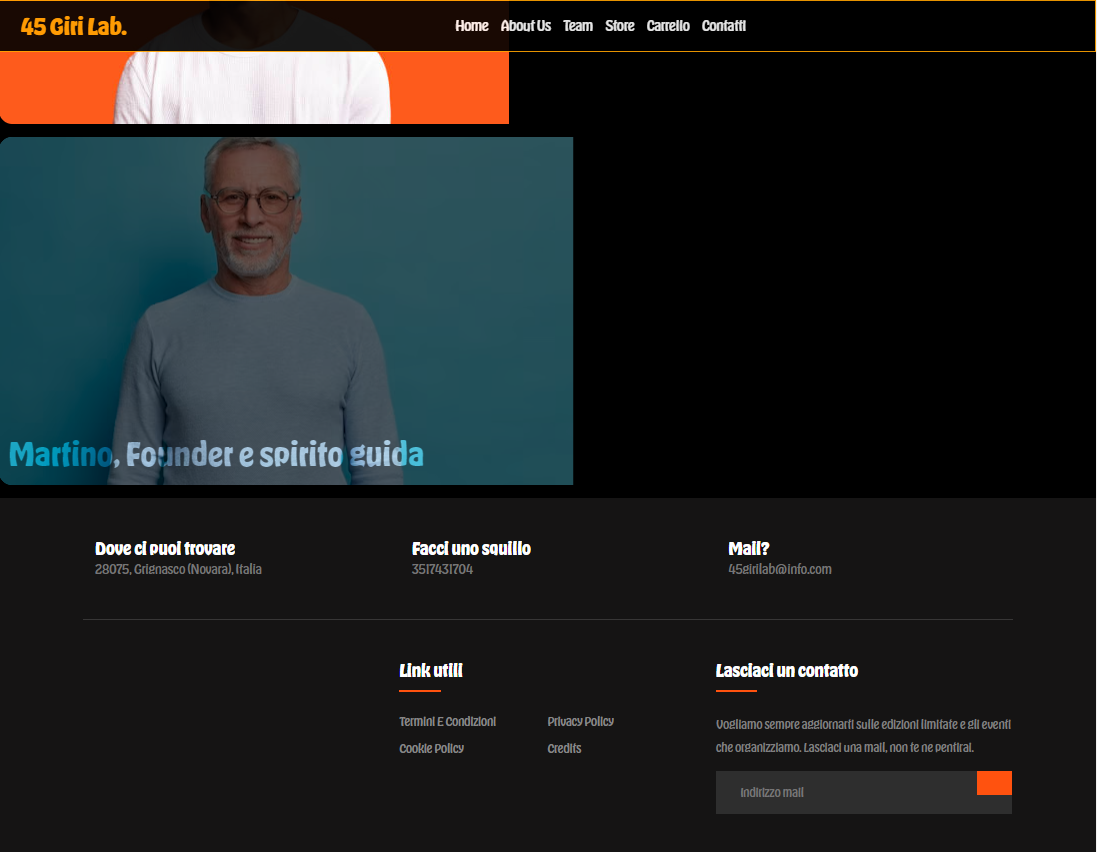 45 Giri Lab.
Home About Us Team Store Carrello Contatti
Martino, Founder e spirito guida
Dove ci puoi trovare
28075, Grignasco (Novara), Italia
Facci uno squillo
3517431704
Mail?
45girilab@info.com
Link utili
Termini E Condizioni
Privacy Policy
Cookie Policy
Credits
Lasciaci un contatto
Vogliamo sempre aggiornarti sulle edizioni limitate e gli eventi
che organizziamo. Lasciaci una mail, non te ne pentirai.
Indirizzo mail